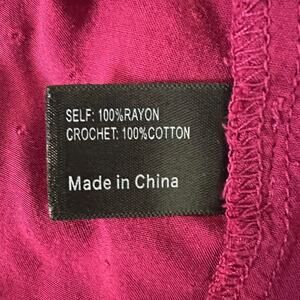 SELF: 100%RAYON
CROCHET: 100%COTTON
Made in China